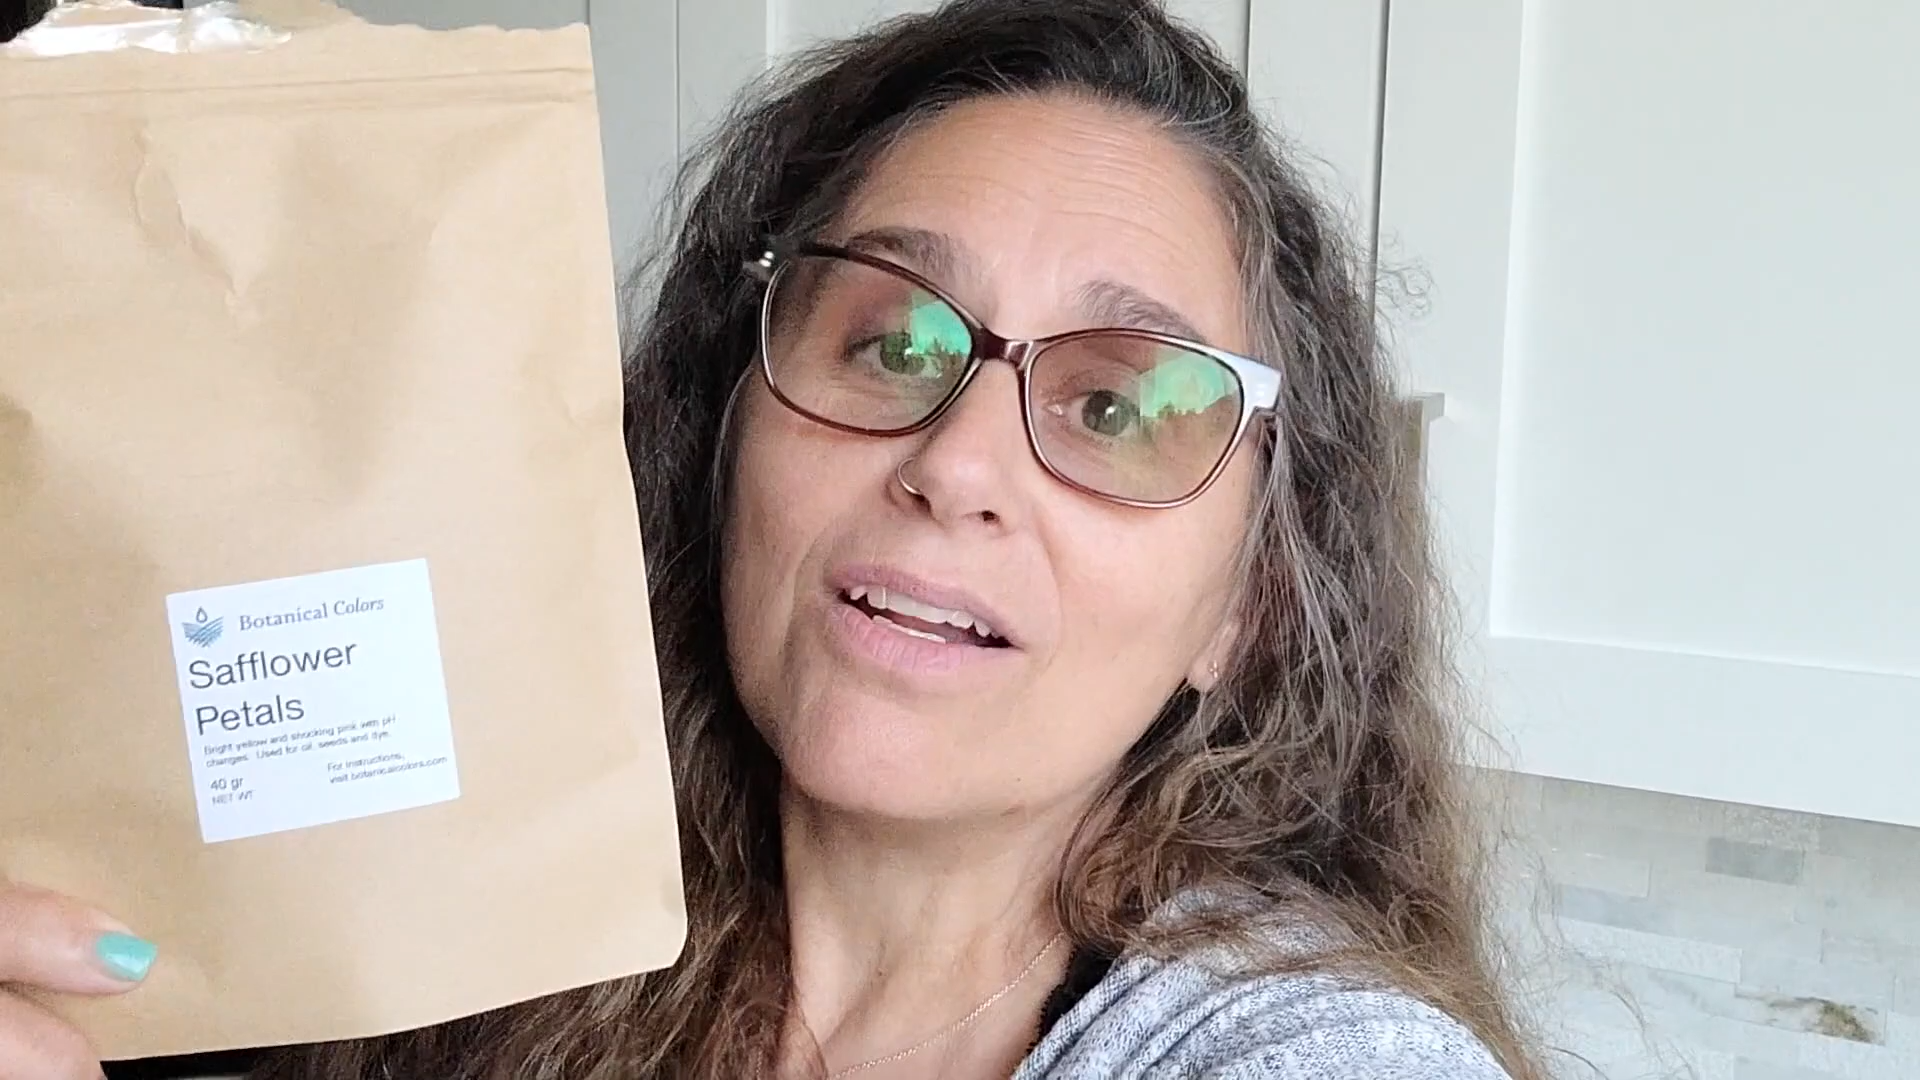 Botanical Colors
Safflower
Petals
Bright yellow and shocking pink with pH
changes. Used for oil, seeds and dye.
For instructions,
visit botanicalcolors.com
40 gr
NET WT